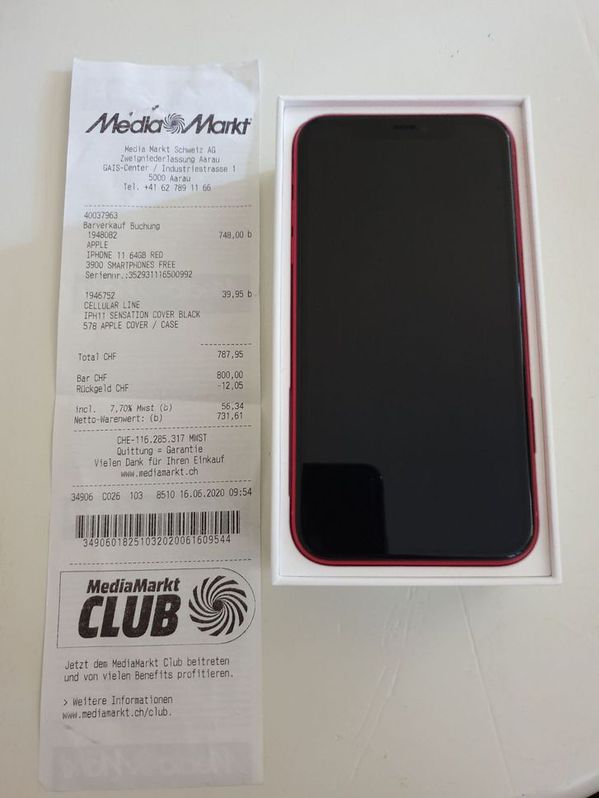 Media Markt
Media Markt Schweiz AG
Zweigniederlassung Aarau
GAIS-Center / Industriestrasse 1
5000 Aarau
Tel. +41 62 789 11 66
40037963
Barverkauf Buchung
1948082 748,00 b
APPLE
IPHONE 11 64GB RED
3900 SMARTPHONES FREE
Seriennr.:352931116500992
1946752 39,95 b
CELLULAR LINE
IPH11 SENSATION COVER BLACK
578 APPLE COVER / CASE
Total CHF 787,95
Bar CHF 800,00
Rückgeld CHF -12,05
incl. 7,70% Mwst (b) 56,34
Netto-Warenwert: (b) 731,61
CHE-116.285.317 MWST
Quittung = Garantie
Vielen Dank für Ihren Einkauf
www.mediamarkt.ch
34906 C026 103 8510 16.06.2020 09:54
34906018251032020061609544
MediaMarkt
CLUB
Jetzt dem MediaMarkt Club beitreten
und von vielen Benefits profitieren.
> Weitere Informationen
www.mediamarkt.ch/club.